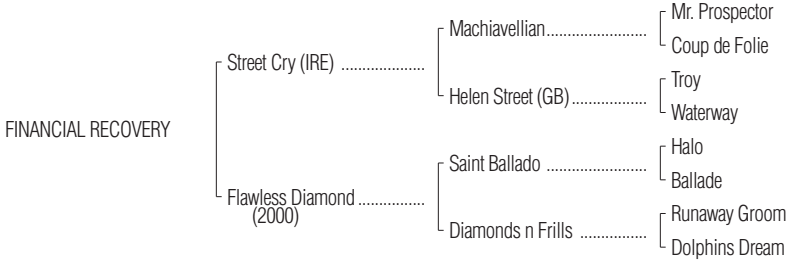 Mr. Prospector
Machiavellian........................
Coup de Folie
Street Cry (IRE) ....................
Troy
Helen Street (GB)..................
Waterway
FINANCIAL RECOVERY
Halo
Saint Ballado ........................
Ballade
Flawless Diamond ................
(2000)
Runaway Groom
Diamonds n Frills ................
Dolphins Dream